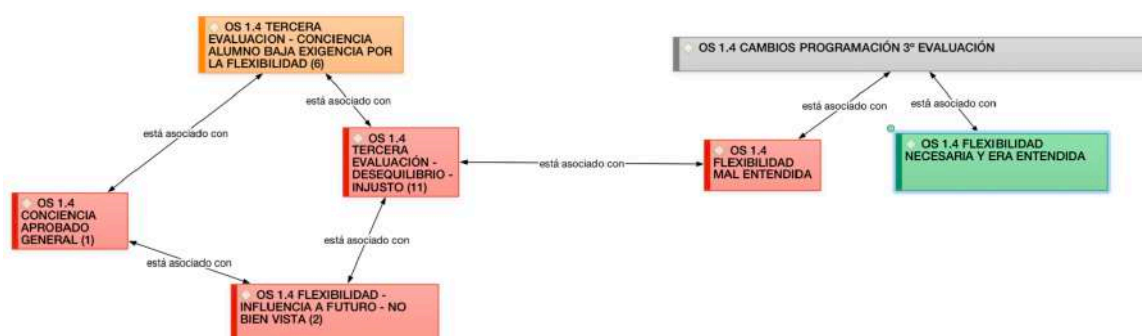 OS 1.4 TERCERA
EVALUACION - CONCIENCIA
ALUMNO BAJA EXIGENCIA POR
LA FLEXIBILIDAD (6)
OS 1.4 CAMBIOS PROGRAMACIÓN 3º EVALUACIÓN
está asociado con
está asociado con
está asociado con
está asociado con
OS 1.4
TERCERA
EVALUACIÓN -
DESEQUILIBRIO -
INJUSTO (11)
está asociado con
OS 1.4
FLEXIBILIDAD
MAL ENTENDIDA
OS 1.4 FLEXIBILIDAD
NECESARIA Y ERA ENTENDIDA
OS 1.4
CONCIENCIA
APROBADO
GENERAL (1)
está asociado con
está asociado con
OS 1.4 FLEXIBILIDAD -
INFLUENCIA A FUTURO - NO
BIEN VISTA (2)